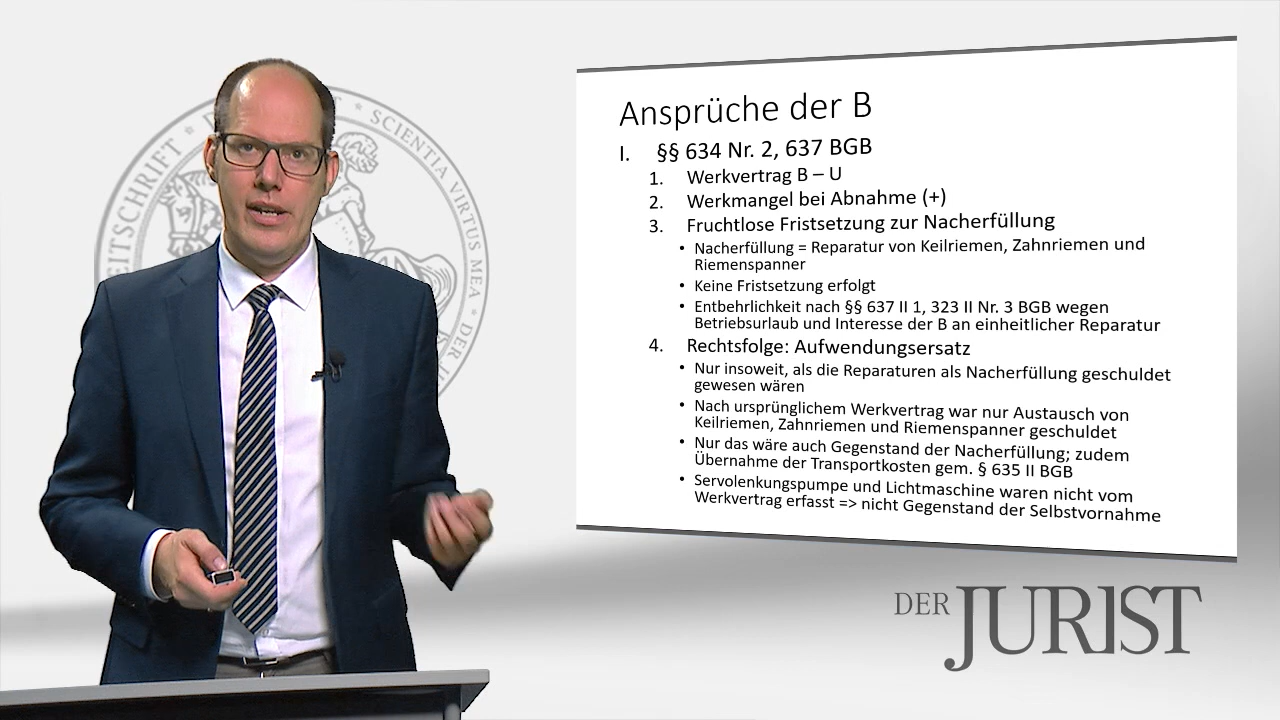 Ansprüche der B
I. §§ 634 Nr. 2, 637 BGB
1. Werkvertrag B – U
2. Werkmangel bei Abnahme (+)
3. Fruchtlose Fristsetzung zur Nacherfüllung
• Nacherfüllung = Reparatur von Keilriemen, Zahnriemen und
Riemenspanner
• Keine Fristsetzung erfolgt
• Entbehrlichkeit nach §§ 637 II 1, 323 II Nr. 3 BGB wegen
Betriebsurlaub und Interesse der B an einheitlicher Reparatur
4. Rechtsfolge: Aufwendungsersatz
• Nur insoweit, als die Reparaturen als Nacherfüllung geschuldet
gewesen wären
• Nach ursprünglichem Werkvertrag war nur Austausch von
Keilriemen, Zahnriemen und Riemenspanner geschuldet
• Nur das wäre auch Gegenstand der Nacherfüllung; zudem
Übernahme der Transportkosten gem. § 635 II BGB
• Servolenkungspumpe und Lichtmaschine waren nicht vom
Werkvertrag erfasst => nicht Gegenstand der Selbstvornahme
DER JURIST
SCIENTIA VIRTUS MEA * DER